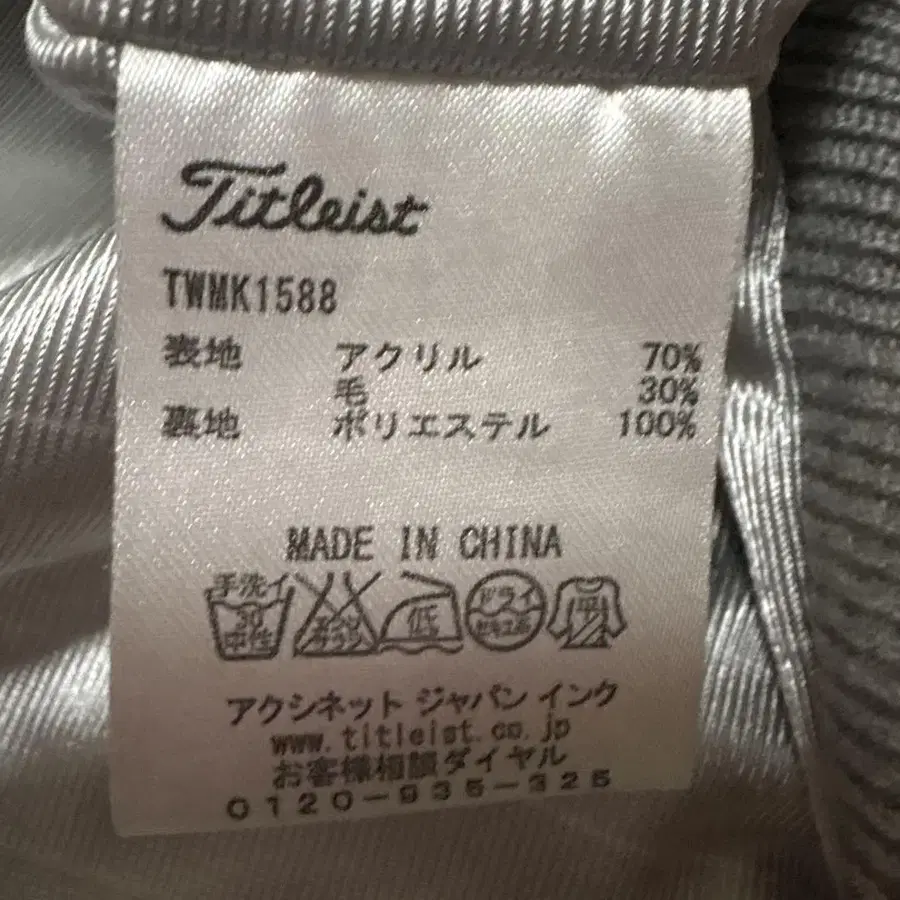 Titleist
TWMK1588
表地 アクリル 70%
毛 30%
裏地 ポリエステル 100%
MADE IN CHINA
手洗イ 30 中性
低
ドライ
平
アクシネット ジャパン インク
www.titleist.co.jp
お客様相談ダイヤル
0120-935-325